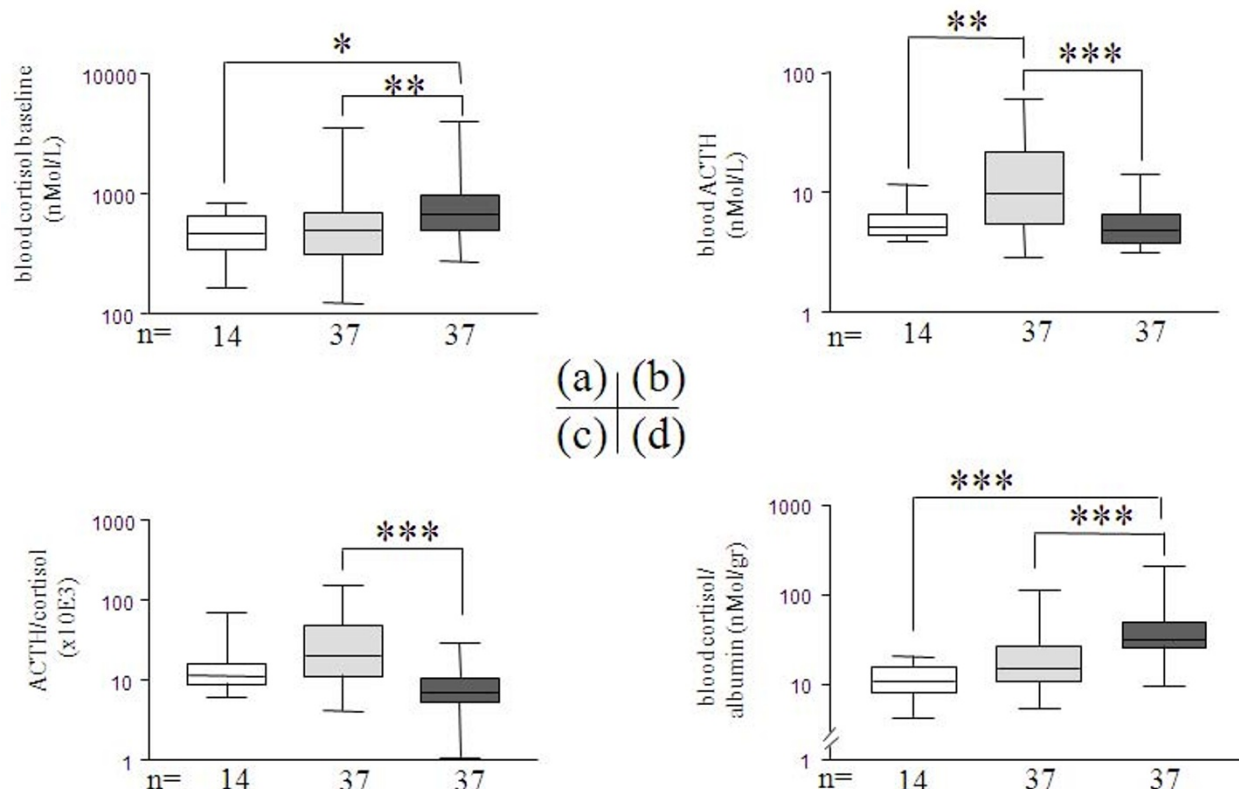 *
**
10000
1000
100
blood cortisol baseline
(nMol/L)
n= 14 37 37
**
***
100
10
1
blood ACTH
(nMol/L)
n= 14 37 37
(a) (b)
(c) (d)
***
1000
100
10
1
ACTH/cortisol
(x10E3)
n= 14 37 37
***
***
1000
100
10
1
blood cortisol/
albumin (nMol/gr)
n= 14 37 37